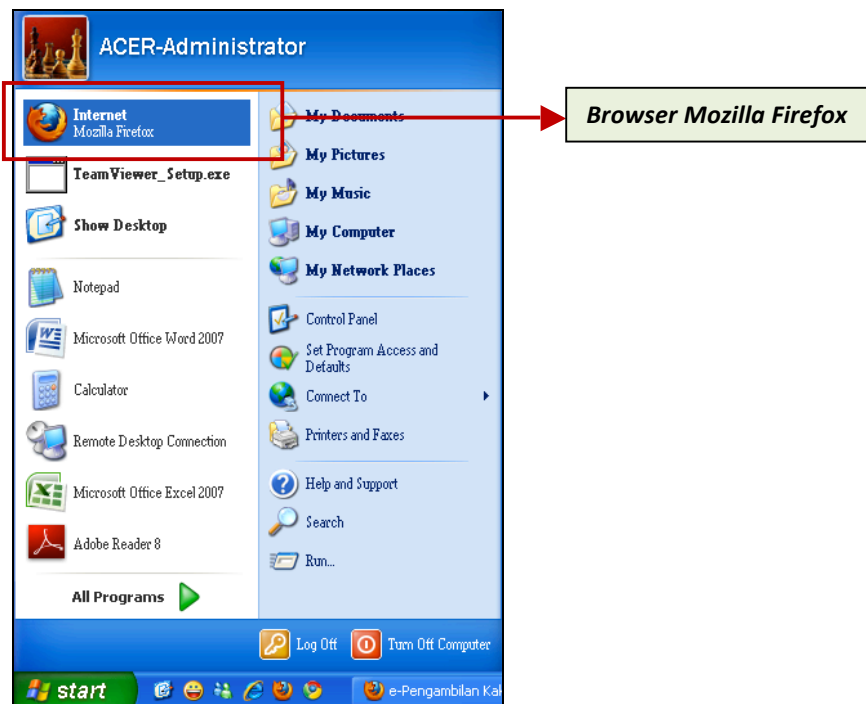 ACER-Administrator
Internet
Mozilla Firefox
TeamViewer_Setup.exe
Show Desktop
Notepad
Microsoft Office Word 2007
Calculator
Remote Desktop Connection
Microsoft Office Excel 2007
Adobe Reader 8
All Programs
My Documents
My Pictures
My Music
My Computer
My Network Places
Control Panel
Set Program Access and
Defaults
Connect To
Printers and Faxes
Help and Support
Search
Run...
Log Off
Turn Off Computer
start
e-Pengambilan Kak
Browser Mozilla Firefox